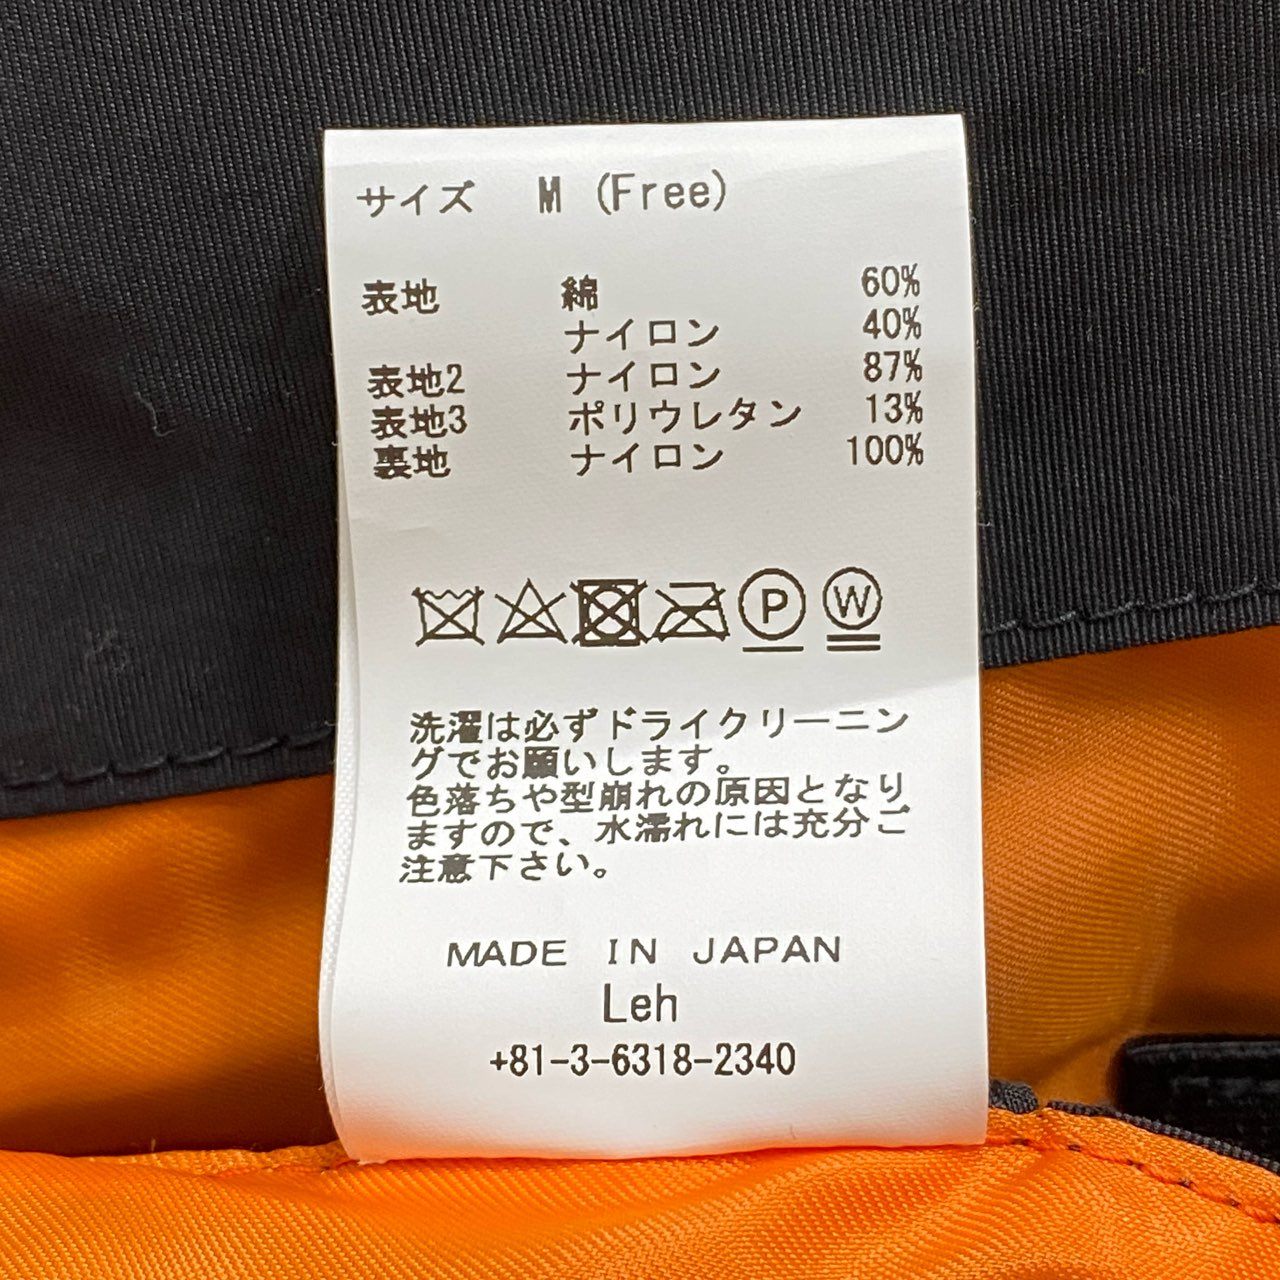 サイズ M (Free)
表地 綿 60%
ナイロン 40%
表地2 ナイロン 87%
表地3 ポリウレタン 13%
裏地 ナイロン 100%
P W
洗濯は必ずドライクリーニン
グでお願いします。
色落ちや型崩れの原因となり
ますので、水濡れには充分ご
注意下さい。
MADE IN JAPAN
Leh
+81-3-6318-2340